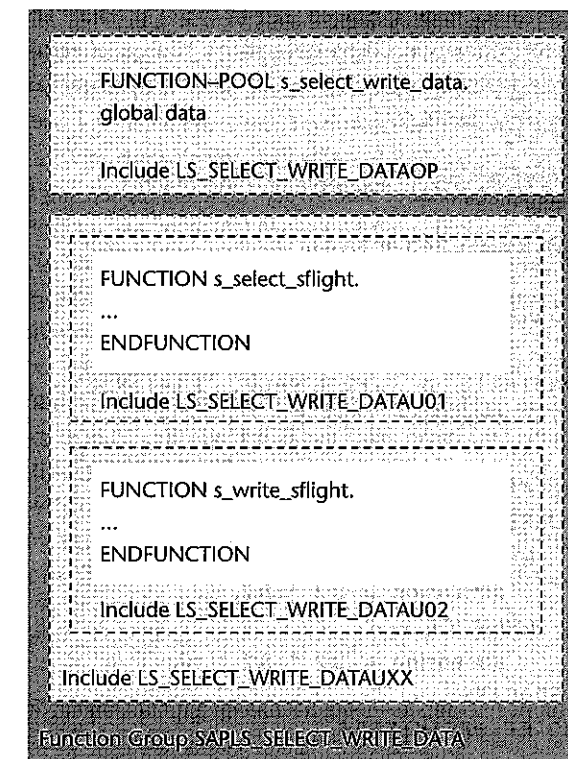 FUNCTION-POOL s_select_write_data.
global data
Include LS_SELECT_WRITE_DATAOP
FUNCTION s_select_sflight.
...
ENDFUNCTION
Include LS_SELECT_WRITE_DATAU01
FUNCTION s_write_sflight.
...
ENDFUNCTION
Include LS_SELECT_WRITE_DATAU02
Include LS_SELECT_WRITE_DATAUXX
Function Group SAPLS_SELECT_WRITE_DATA